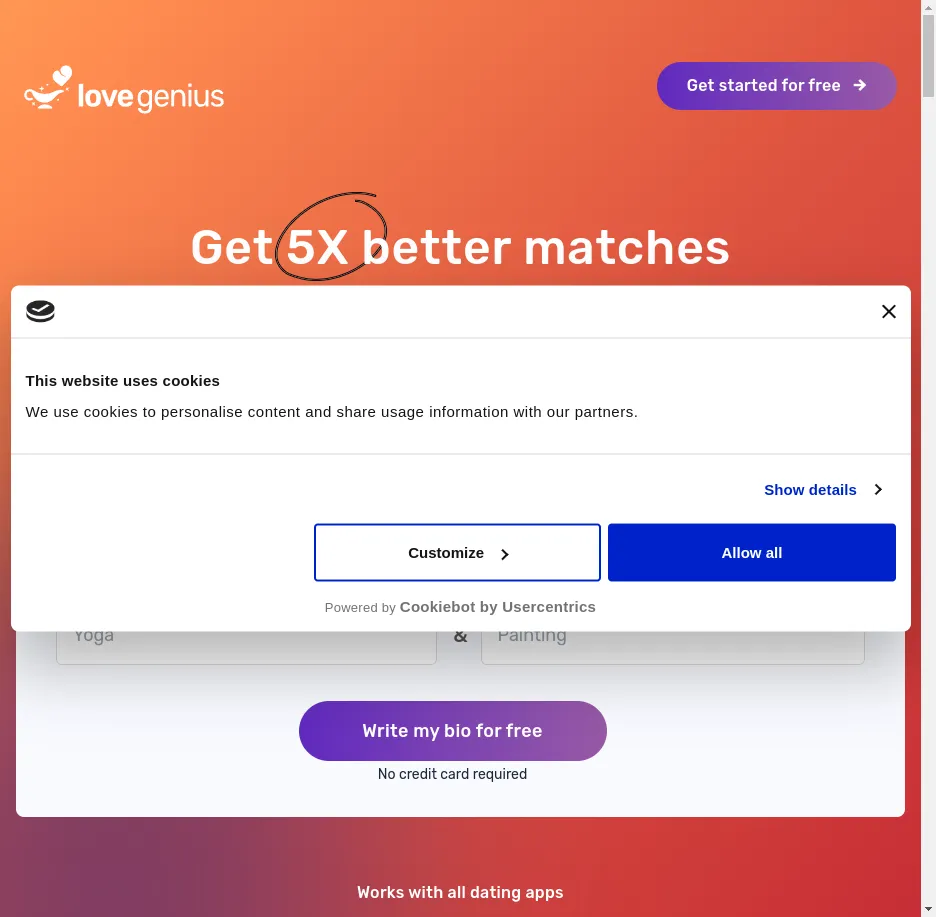 love genius
Get started for free
Get 5X better matches
This website uses cookies
We use cookies to personalise content and share usage information with our partners.
Show details
Customize
Allow all
Powered by Cookiebot by Usercentrics
Yoga & Painting
Write my bio for free
No credit card required
Works with all dating apps